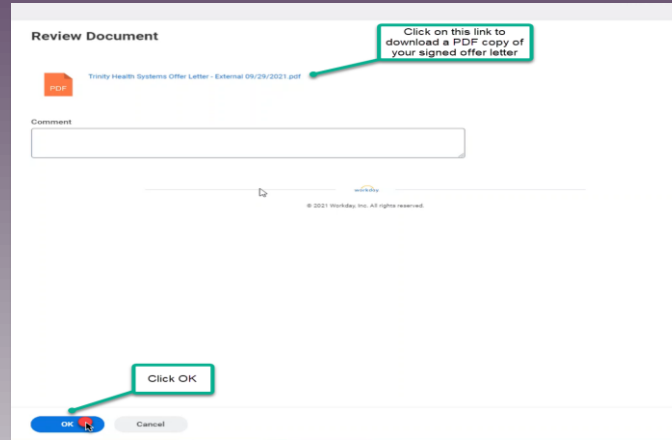 Review Document
Click on this link to
download a PDF copy of
your signed offer letter
PDF
Trinity Health Systems Offer Letter - External 09/29/2021.pdf
Comment
workday
© 2021 Workday, Inc. All rights reserved.
Click OK
OK
Cancel